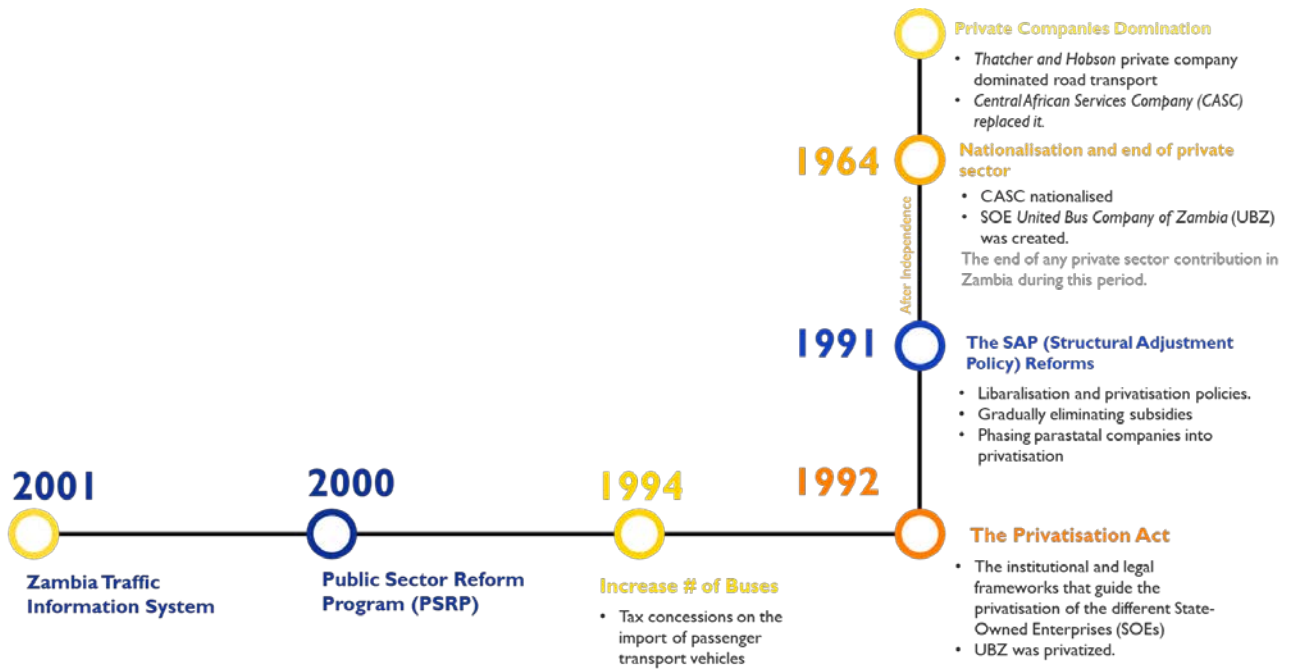 Private Companies Domination
• Thatcher and Hobson private company
dominated road transport
• Central African Services Company (CASC)
replaced it.
1964
Nationalisation and end of private
sector
• CASC nationalised
• SOE United Bus Company of Zambia (UBZ)
was created.
The end of any private sector contribution in
Zambia during this period.
After Independence
1991
The SAP (Structural Adjustment
Policy) Reforms
• Libaralisation and privatisation policies.
• Gradually eliminating subsidies
• Phasing parastatal companies into
privatisation
1992
The Privatisation Act
• The institutional and legal
frameworks that guide the
privatisation of the different State-
Owned Enterprises (SOEs)
• UBZ was privatized.
1994
Increase # of Buses
• Tax concessions on the
import of passenger
transport vehicles
2000
Public Sector Reform
Program (PSRP)
2001
Zambia Traffic
Information System